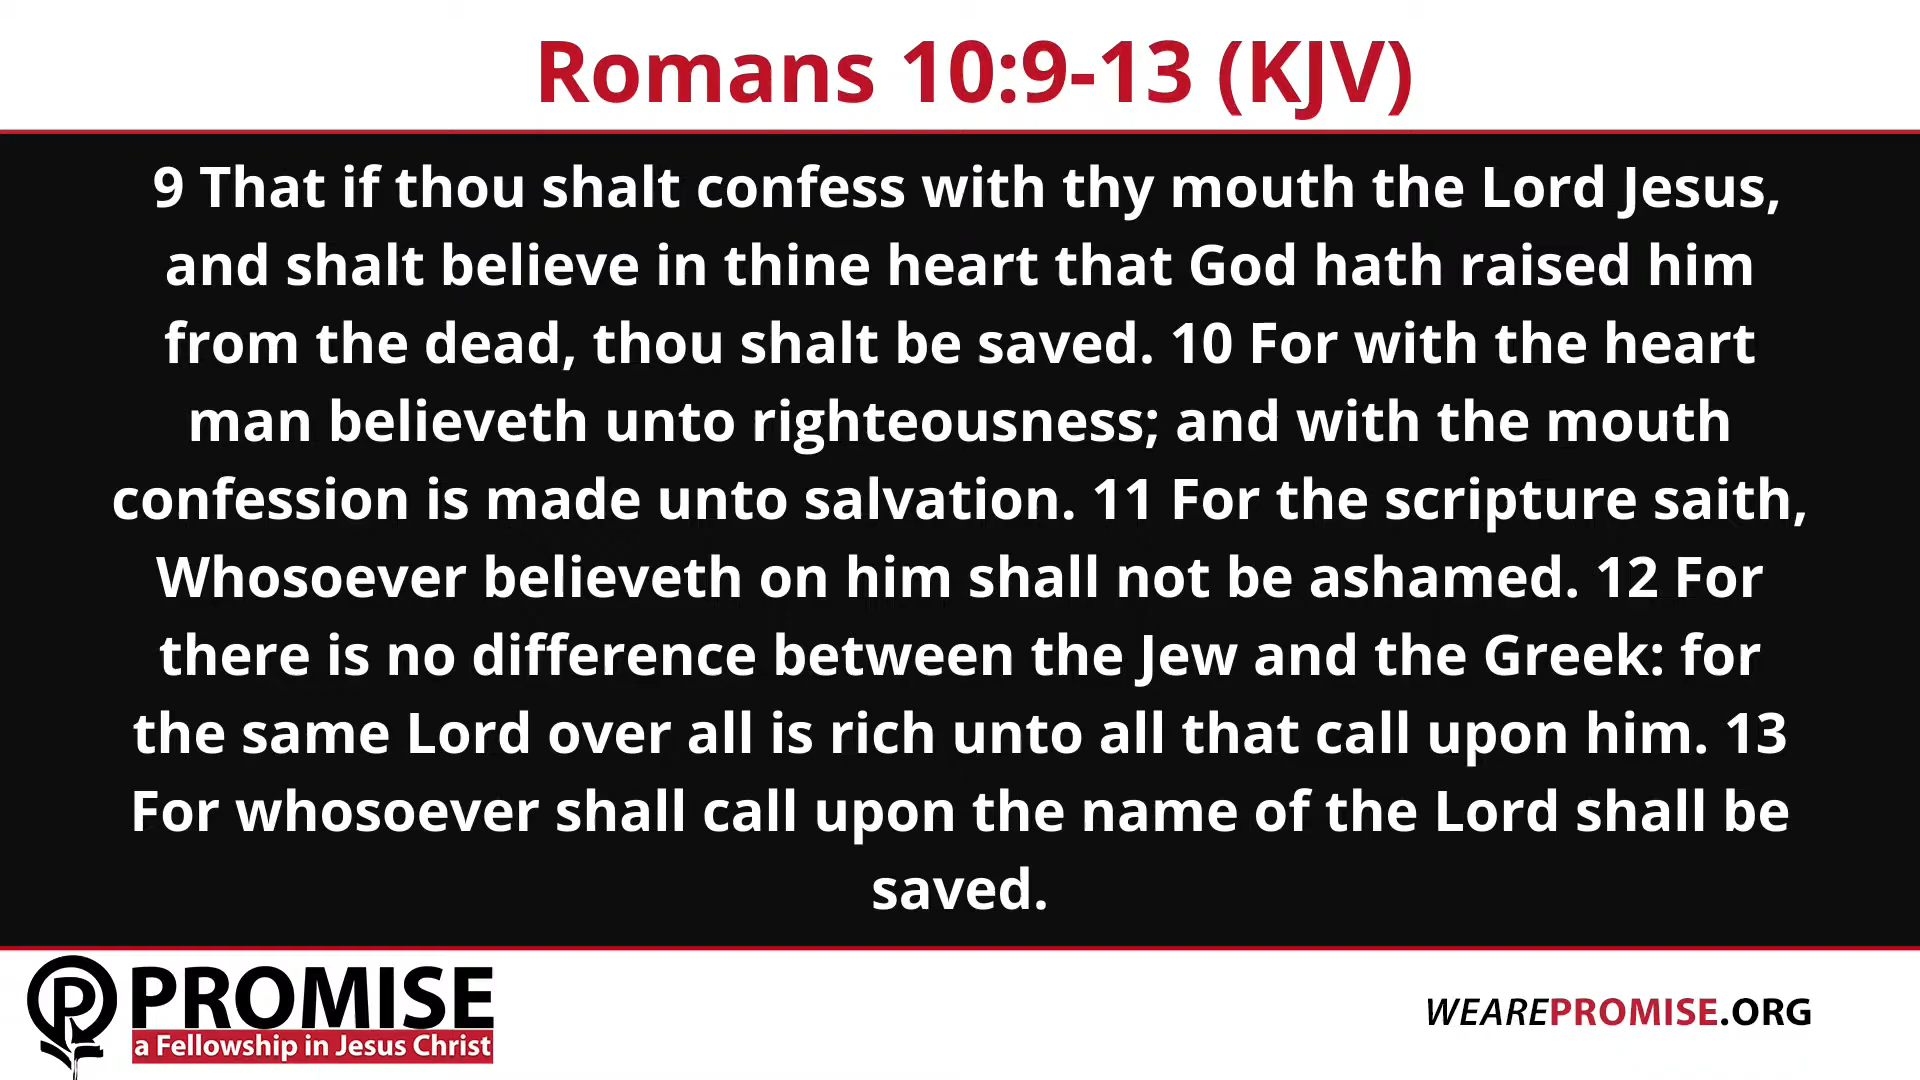 Romans 10:9-13 (KJV)
9 That if thou shalt confess with thy mouth the Lord Jesus,
and shalt believe in thine heart that God hath raised him
from the dead, thou shalt be saved. 10 For with the heart
man believeth unto righteousness; and with the mouth
confession is made unto salvation. 11 For the scripture saith,
Whosoever believeth on him shall not be ashamed. 12 For
there is no difference between the Jew and the Greek: for
the same Lord over all is rich unto all that call upon him. 13
For whosoever shall call upon the name of the Lord shall be
saved.
PROMISE
a Fellowship in Jesus Christ
WEAREPROMISE.ORG